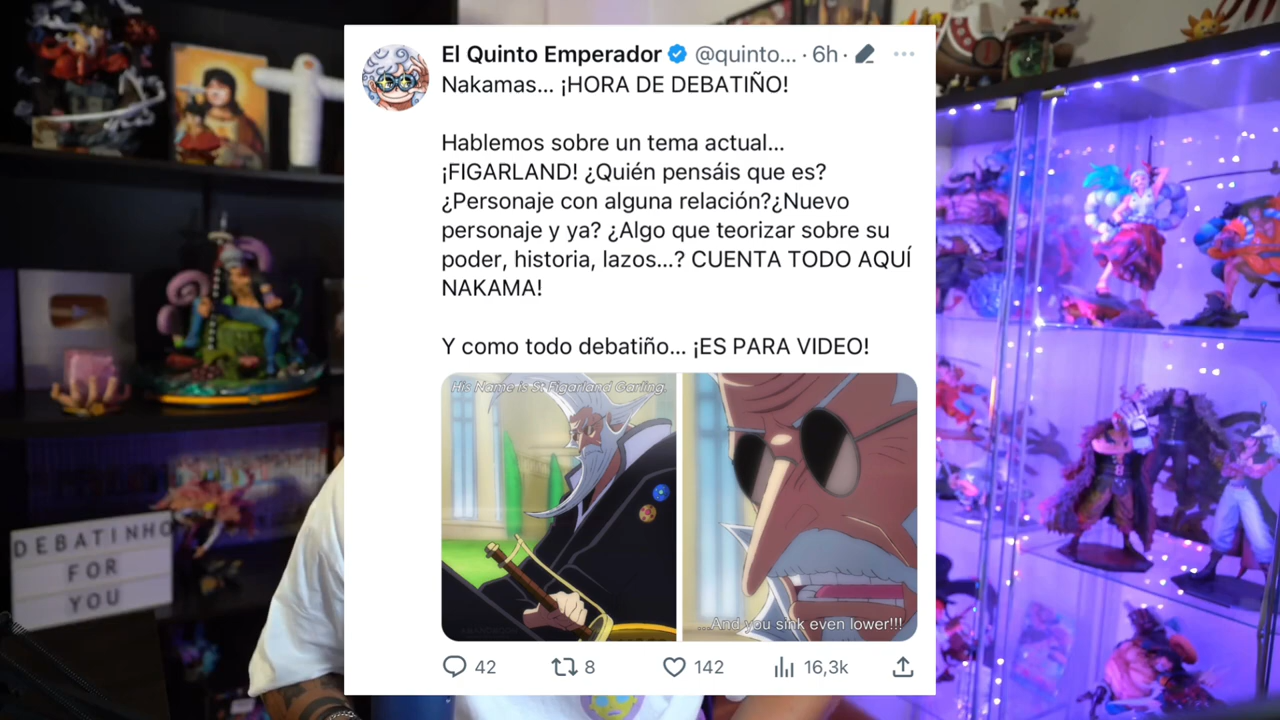 El Quinto Emperador @quinto... · 6h ·
Nakamas... ¡HORA DE DEBATIÑO!
Hablemos sobre un tema actual...
¡FIGARLAND! ¿Quién pensáis que es?
¿Personaje con alguna relación?¿Nuevo
personaje y ya? ¿Algo que teorizar sobre su
poder, historia, lazos...? CUENTA TODO AQUÍ
NAKAMA!
Y como todo debatiño... ¡ES PARA VIDEO!
His Name is St. Figarland Garling.
...And you sink even lower!!!
42 8 142 16,3k
DEBATINHO
FOR
YOU